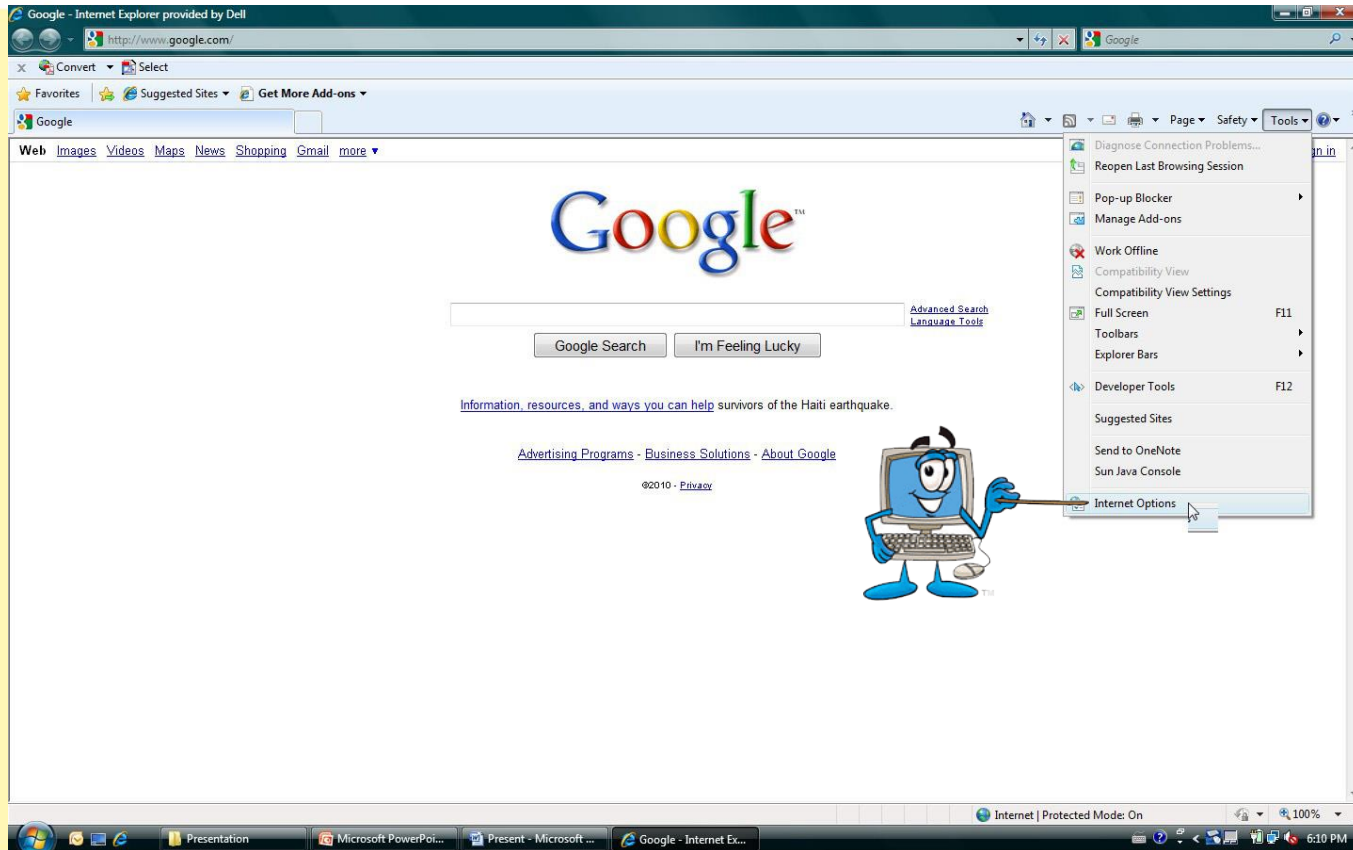 Google - Internet Explorer provided by Dell
http://www.google.com/ Google
x Convert Select
Favorites Suggested Sites Get More Add-ons
Google Page Safety Tools
Web Images Videos Maps News Shopping Gmail more
Diagnose Connection Problems...
Reopen Last Browsing Session
Pop-up Blocker
Manage Add-ons
Work Offline
Compatibility View
Compatibility View Settings
Full Screen F11
Toolbars
Explorer Bars
Developer Tools F12
Suggested Sites
Send to OneNote
Sun Java Console
Internet Options
Google™
Advanced Search
Language Tools
Google Search I'm Feeling Lucky
Information, resources, and ways you can help survivors of the Haiti earthquake.
Advertising Programs - Business Solutions - About Google
©2010 - Privacy
TM
Internet | Protected Mode: On 100%
Presentation Microsoft PowerPoi... Present - Microsoft ... Google - Internet Ex... 6:10 PM